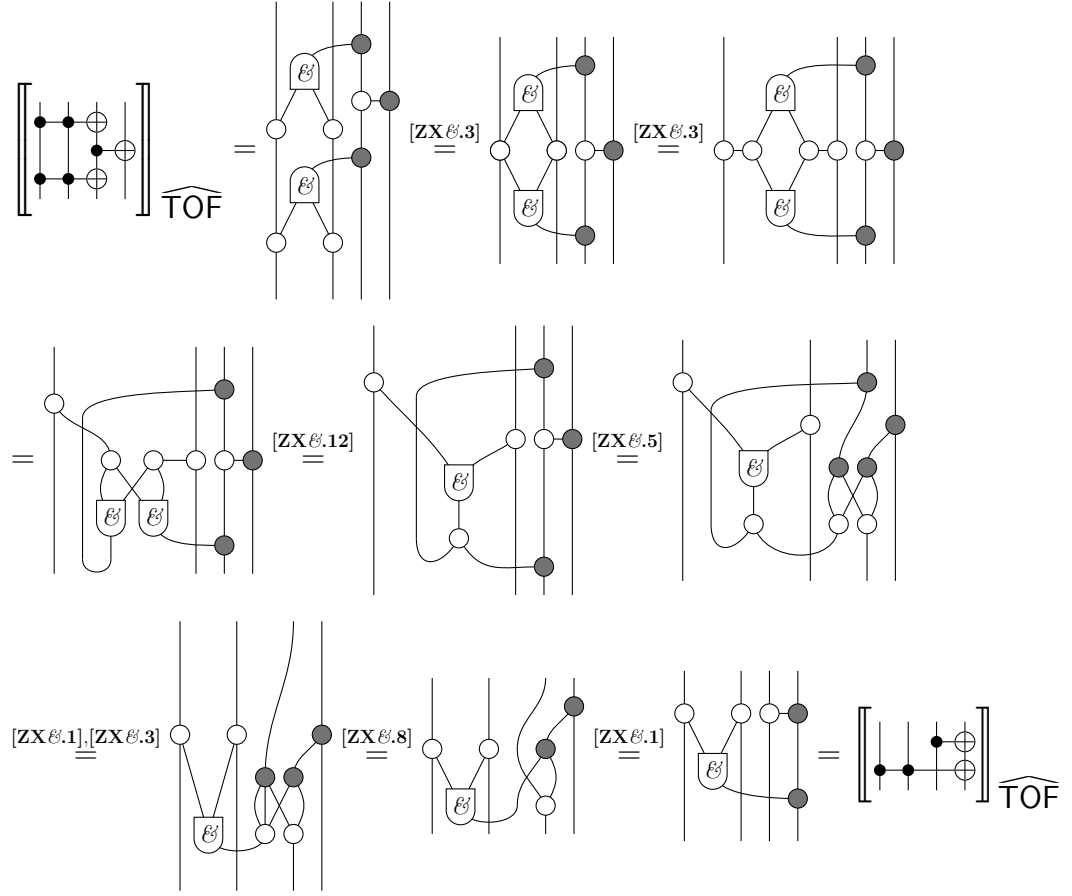 ⟦ ⟧ TOF^ = & & [ZX&.3] = & & [ZX&.3] = & &
= & & [ZX&.12] = & [ZX&.5] = &
[ZX&.1],[ZX&.3] = & [ZX&.8] = & [ZX&.1] = & = ⟦ ⟧ TOF^